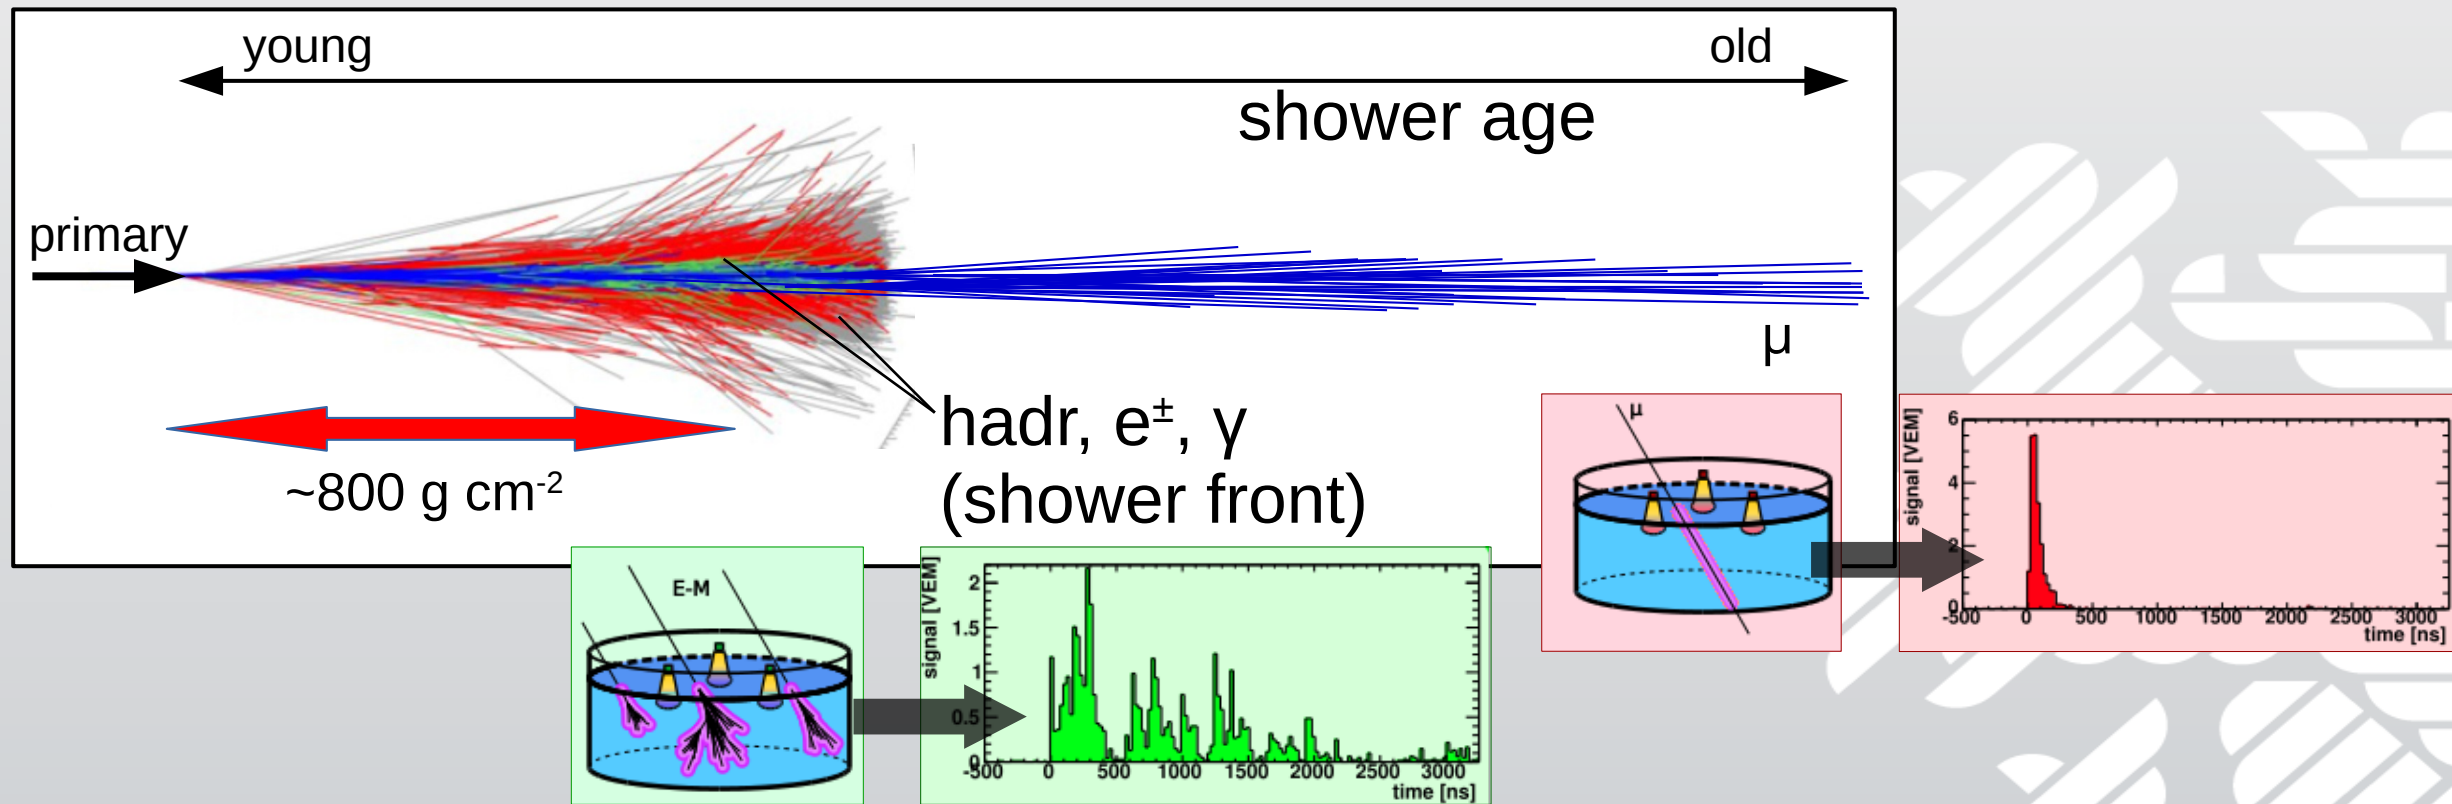 young
old
shower age
primary
μ
hadr, e±, γ
(shower front)
~800 g cm-2
E-M
signal [VEM]
2
1.5
1
0.5
0
-500 0 500 1000 1500 2000 2500 3000
time [ns]
μ
signal [VEM]
6
4
2
0
-500 0 500 1000 1500 2000 2500 3000
time [ns]